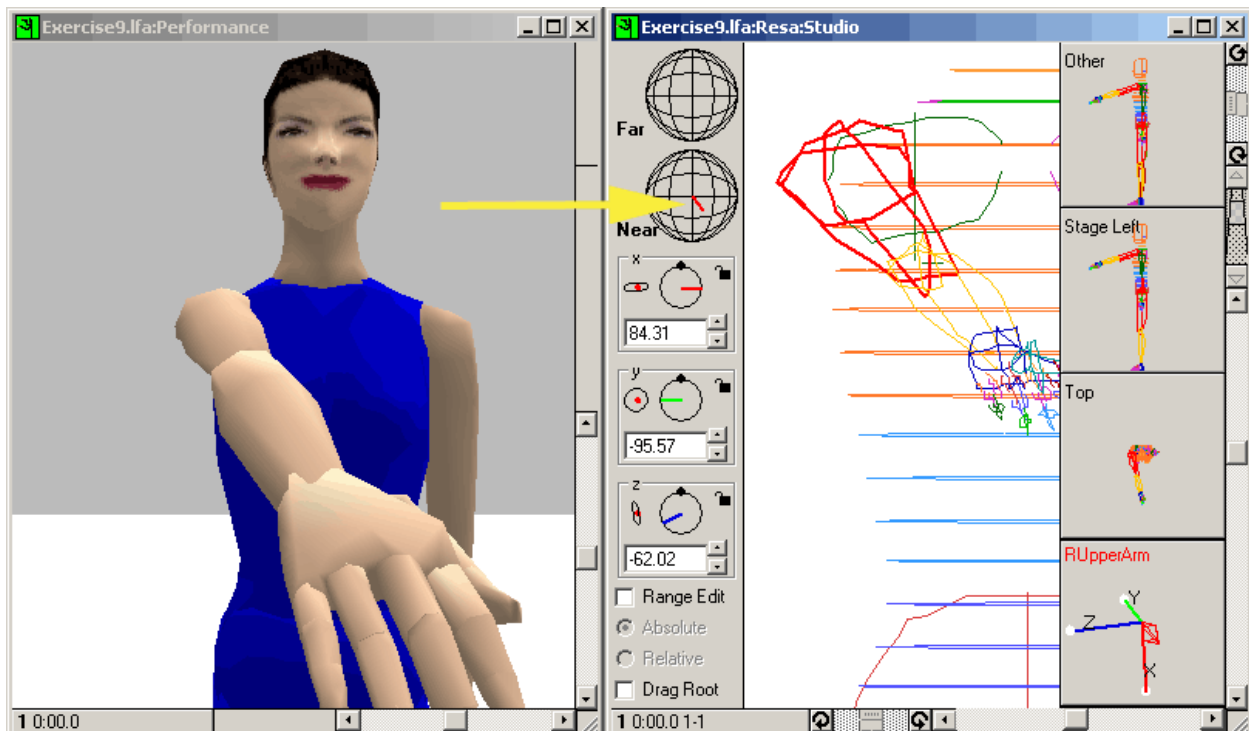 Exercise9.lfa:Performance
1 0:00.0
Exercise9.lfa:Resa:Studio
Far
Near
x
84.31
y
-95.57
z
-62.02
Range Edit
Absolute
Relative
Drag Root
Other
Stage Left
Top
RUpperArm
Y
Z
X
1 0:00.0 1-1